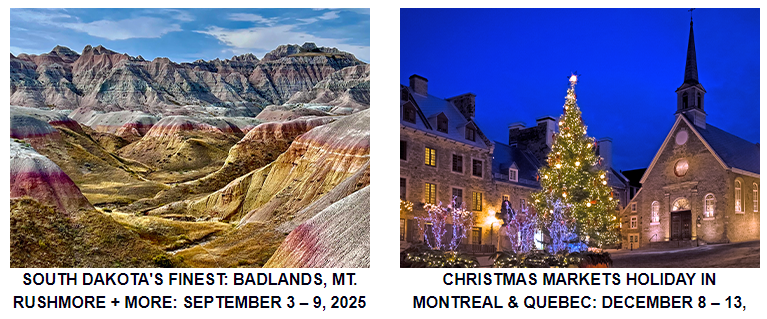 SOUTH DAKOTA'S FINEST: BADLANDS, MT.
RUSHMORE + MORE: SEPTEMBER 3 – 9, 2025
CHRISTMAS MARKETS HOLIDAY IN
MONTREAL & QUEBEC: DECEMBER 8 – 13,